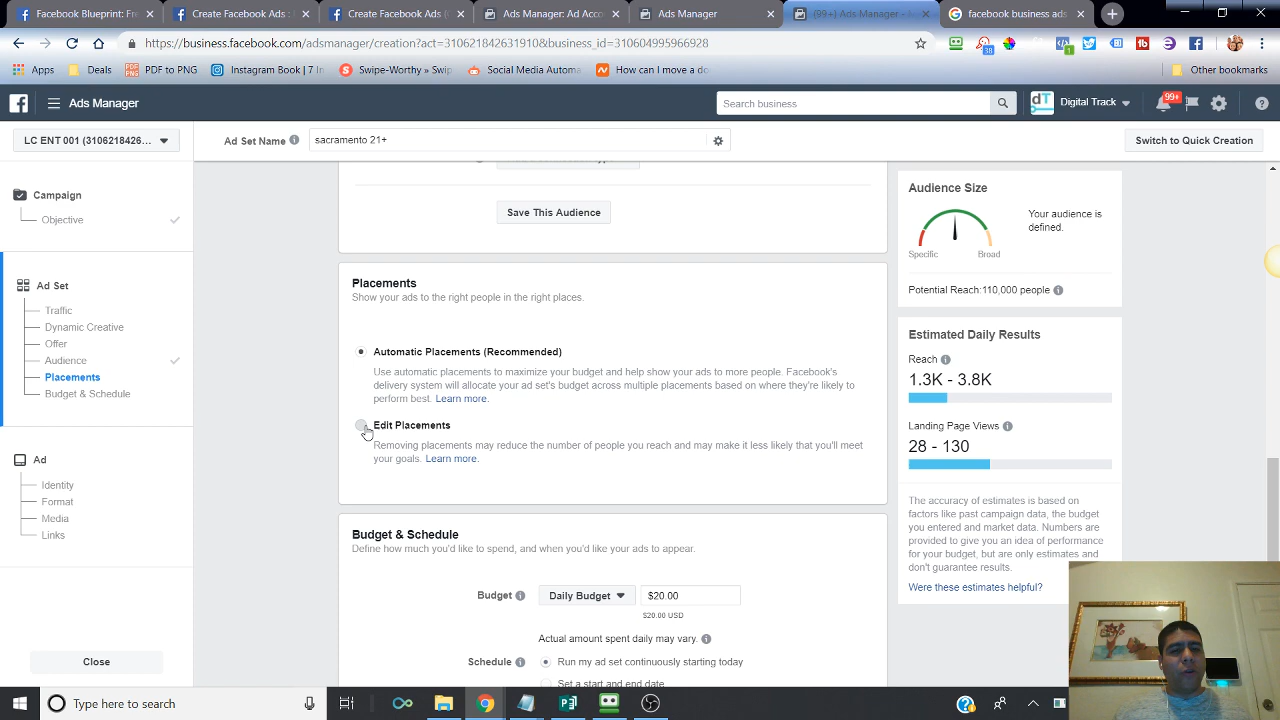 Facebook Blueprint: Fre
Create Facebook Ads : 
Create Facebook Ads (
Ads Manager: Ad Acco
Ads Manager
(99+) Ads Manager - 
facebook business ads
https://business.facebook.com/adsmanager/creation?act=310621842631910&business_id=310604995966928
38
1
Apps
Deals
PDF to PNG
Instagram Book | 7 In
Swipe-Worthy » Swip
Social Media Automa
How can I move a do
Other bookmarks
Ads Manager
Search business
dT
Digital Track
99+
LC ENT 001 (3106218426...
Ad Set Name
sacramento 21+
Switch to Quick Creation
Campaign
Objective
Ad Set
Traffic
Dynamic Creative
Offer
Audience
Placements
Budget & Schedule
Ad
Identity
Format
Media
Links
Close
Save This Audience
Placements
Show your ads to the right people in the right places.
Automatic Placements (Recommended)
Use automatic placements to maximize your budget and help show your ads to more people. Facebook's
delivery system will allocate your ad set's budget across multiple placements based on where they're likely to
perform best. Learn more.
Edit Placements
Removing placements may reduce the number of people you reach and may make it less likely that you'll meet
your goals. Learn more.
Budget & Schedule
Define how much you'd like to spend, and when you'd like your ads to appear.
Budget
Daily Budget
$20.00
$20.00 USD
Actual amount spent daily may vary.
Schedule
Run my ad set continuously starting today
Set a start and end date
Audience Size
Your audience is
defined.
Specific
Broad
Potential Reach:110,000 people
Estimated Daily Results
Reach
1.3K - 3.8K
Landing Page Views
28 - 130
The accuracy of estimates is based on
factors like past campaign data, the budget
you entered and market data. Numbers are
provided to give you an idea of performance
for your budget, but are only estimates and
don't guarantee results.
Were these estimates helpful?
Type here to search